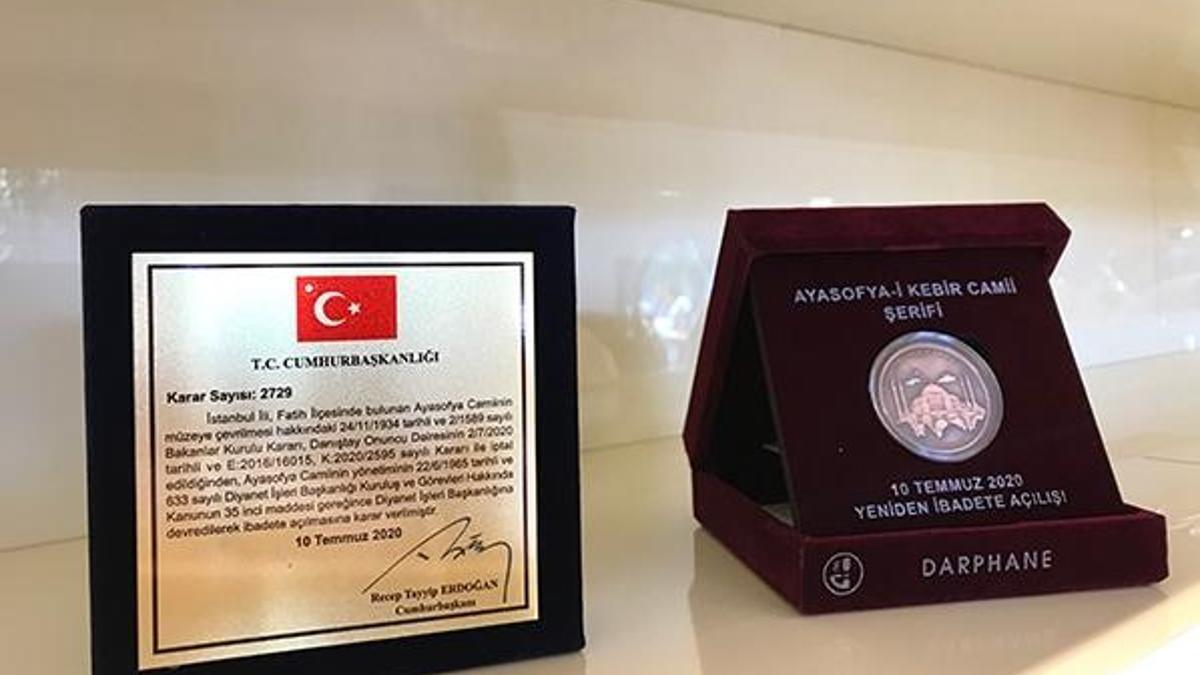 T.C. CUMHURBAŞKANLIĞI
Karar Sayısı: 2729
İstanbul İli, Fatih İlçesinde bulunan Ayasofya Camiinin
müzeye çevrilmesi hakkındaki 24/11/1934 tarihli ve 2/1589 sayılı
Bakanlar Kurulu Kararı, Danıştay Onuncu Dairesinin 2/7/2020
tarihli ve E:2016/16015, K:2020/2595 sayılı Kararı ile iptal
edildiğinden, Ayasofya Camiinin yönetiminin 22/6/1965 tarihli ve
633 sayılı Diyanet İşleri Başkanlığı Kuruluş ve Görevleri Hakkında
Kanunun 35 inci maddesi gereğince Diyanet İşleri Başkanlığına
devredilerek ibadete açılmasına karar verilmiştir.
10 Temmuz 2020
Recep Tayyip ERDOĞAN
Cumhurbaşkanı
AYASOFYA-İ KEBİR CAMİİ
ŞERİFİ
10 TEMMUZ 2020
YENİDEN İBADETE AÇILIŞI
DARPHANE